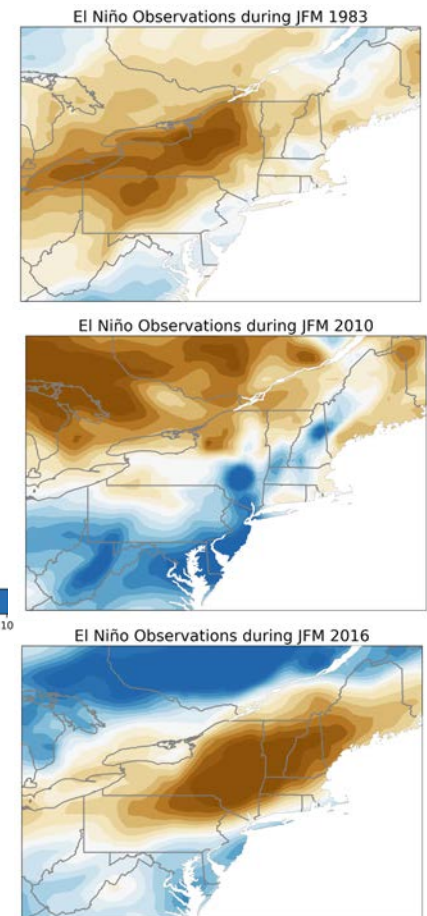 El Niño Observations during JFM 1983
El Niño Observations during JFM 2010
10
El Niño Observations during JFM 2016